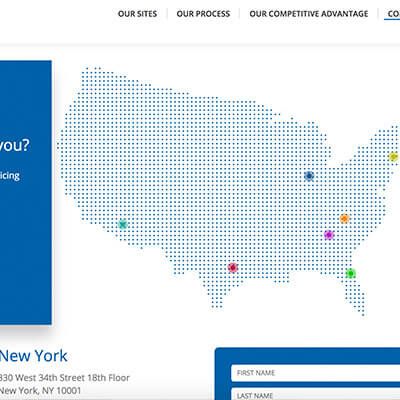 OUR SITES OUR PROCESS OUR COMPETITIVE ADVANTAGE CO
you?
icing
New York
330 West 34th Street 18th Floor
New York, NY 10001
FIRST NAME
LAST NAME